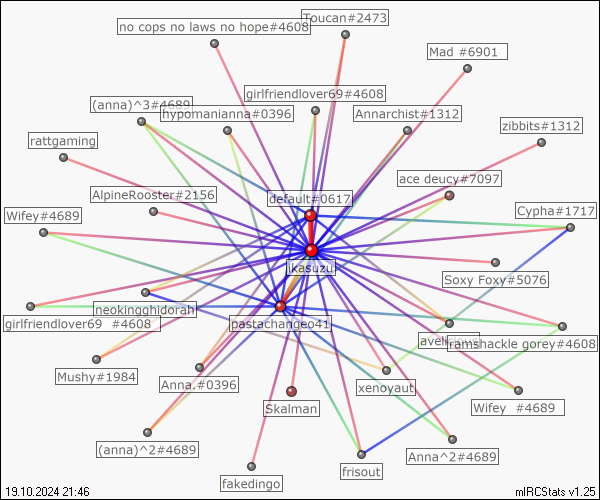 Toucan#2473
no cops no laws no hope#4608
Mad #6901
girlfriendlover69#4608
(anna)^3#4689
hypomanianna#0396
Annarchist#1312
zibbits#1312
rattgaming
ace deucy#7097
AlpineRooster#2156
default#0617
Wifey#4689
Cypha#1717
jkasuzu
Soxy Foxy#5076
neokingghidorah
girlfriendlover69 #4608
pastachangeo41
ramshackle gorey#4608
Mushy#1984
Anna.#0396
xenoyaut
Skalman
Wifey #4689
(anna)^2#4689
Anna^2#4689
frisout
fakedingo
19.10.2024 21:46
mIRCStats v1.25